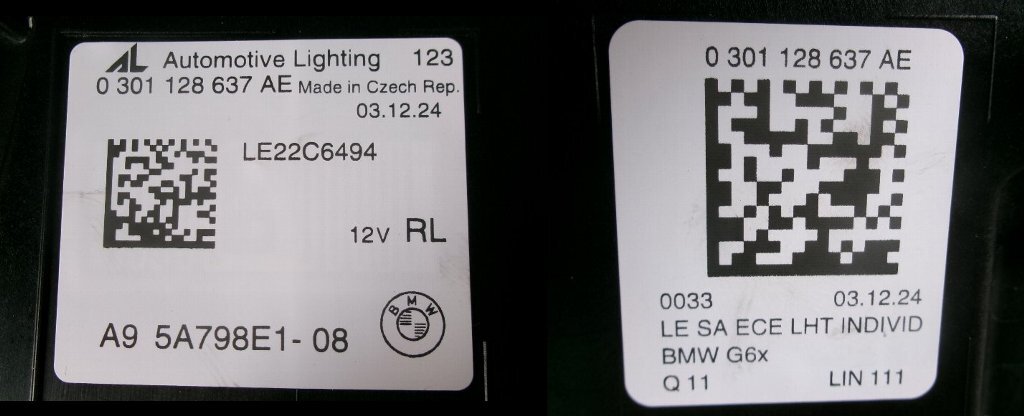 AL Automotive Lighting 123
0 301 128 637 AE Made in Czech Rep.
03.12.24
LE22C6494
12V RL
BMW
A9 5A798E1-08
0 301 128 637 AE
0033 03.12.24
LE SA ECE LHT INDIVID
BMW G6x
Q 11 LIN 111